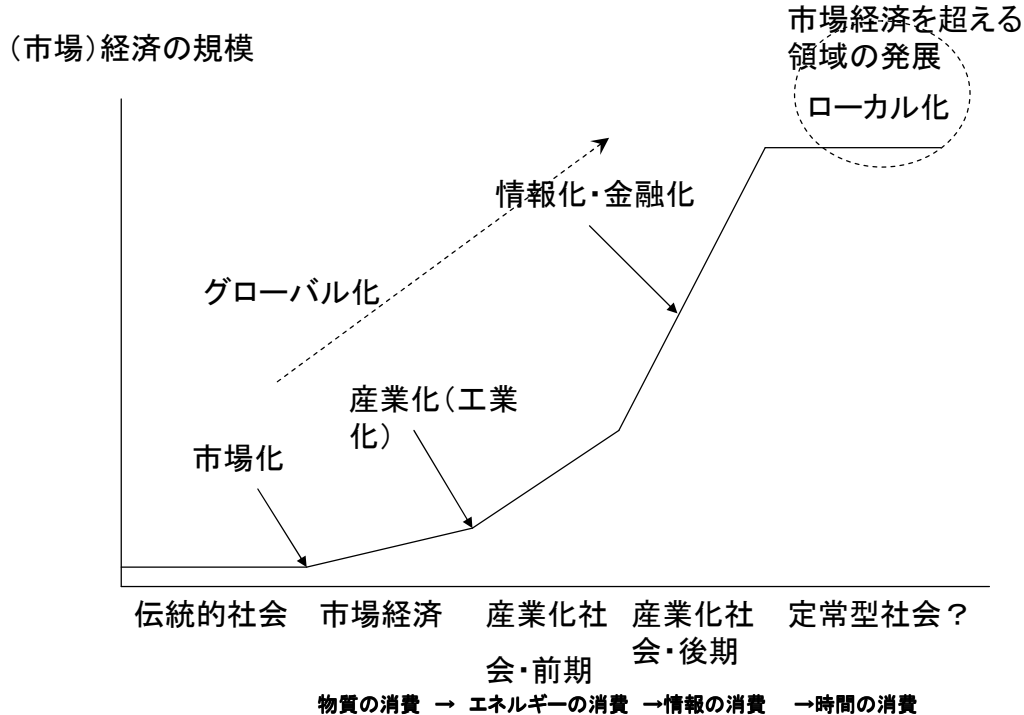 市場経済を超える
領域の発展
(市場)経済の規模
ローカル化
情報化・金融化
グローバル化
産業化(工業
化)
市場化
伝統的社会
市場経済
産業化社
会・前期
産業化社
会・後期
定常型社会？
物質の消費 → エネルギーの消費 →情報の消費 →時間の消費